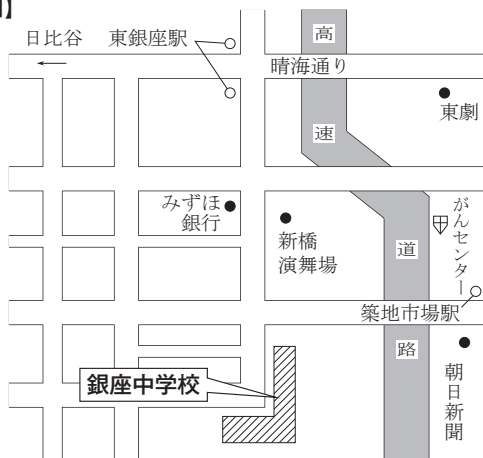 】
日比谷
東銀座駅
高
晴海通り
速
東劇
みずほ
銀行
新橋
演舞場
道
がんセンター
築地市場駅
路
朝日新聞
銀座中学校